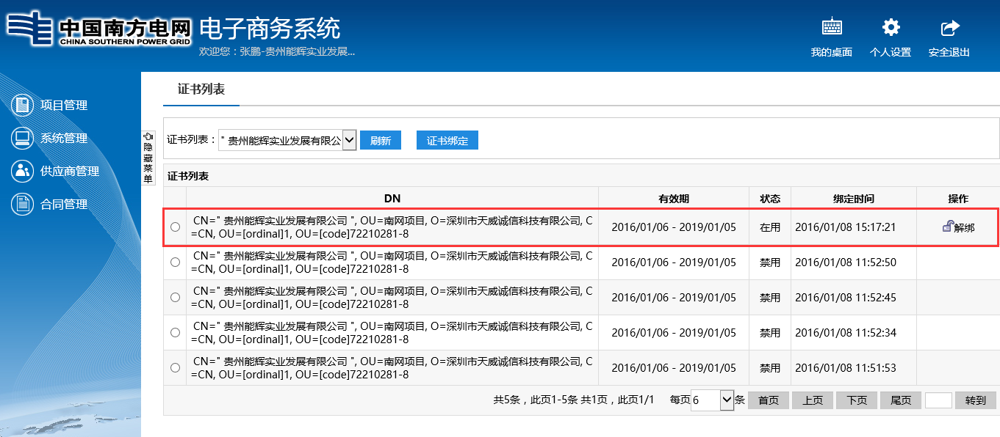 中国南方电网
CHINA SOUTHERN POWER GRID
电子商务系统
欢迎您：张鹏-贵州能辉实业发展...
我的桌面 个人设置 安全退出
项目管理
系统管理
供应商管理
合同管理
隐藏菜单
证书列表
证书列表： " 贵州能辉实业发展有限公 刷新 证书绑定
证书列表
DN 有效期 状态 绑定时间 操作
CN=" 贵州能辉实业发展有限公司 ", OU=南网项目, O=深圳市天威诚信科技有限公司, C
=CN, OU=[ordinal]1, OU=[code]72210281-8
2016/01/06 - 2019/01/05 在用 2016/01/08 15:17:21 解绑
CN=" 贵州能辉实业发展有限公司 ", OU=南网项目, O=深圳市天威诚信科技有限公司, C
=CN, OU=[ordinal]1, OU=[code]72210281-8
2016/01/06 - 2019/01/05 禁用 2016/01/08 11:52:50
CN=" 贵州能辉实业发展有限公司 ", OU=南网项目, O=深圳市天威诚信科技有限公司, C
=CN, OU=[ordinal]1, OU=[code]72210281-8
2016/01/06 - 2019/01/05 禁用 2016/01/08 11:52:45
CN=" 贵州能辉实业发展有限公司 ", OU=南网项目, O=深圳市天威诚信科技有限公司, C
=CN, OU=[ordinal]1, OU=[code]72210281-8
2016/01/06 - 2019/01/05 禁用 2016/01/08 11:52:34
CN=" 贵州能辉实业发展有限公司 ", OU=南网项目, O=深圳市天威诚信科技有限公司, C
=CN, OU=[ordinal]1, OU=[code]72210281-8
2016/01/06 - 2019/01/05 禁用 2016/01/08 11:51:53
共5条，此页1-5条 共1页，此页1/1 每页 6 条 首页 上页 下页 尾页 转到